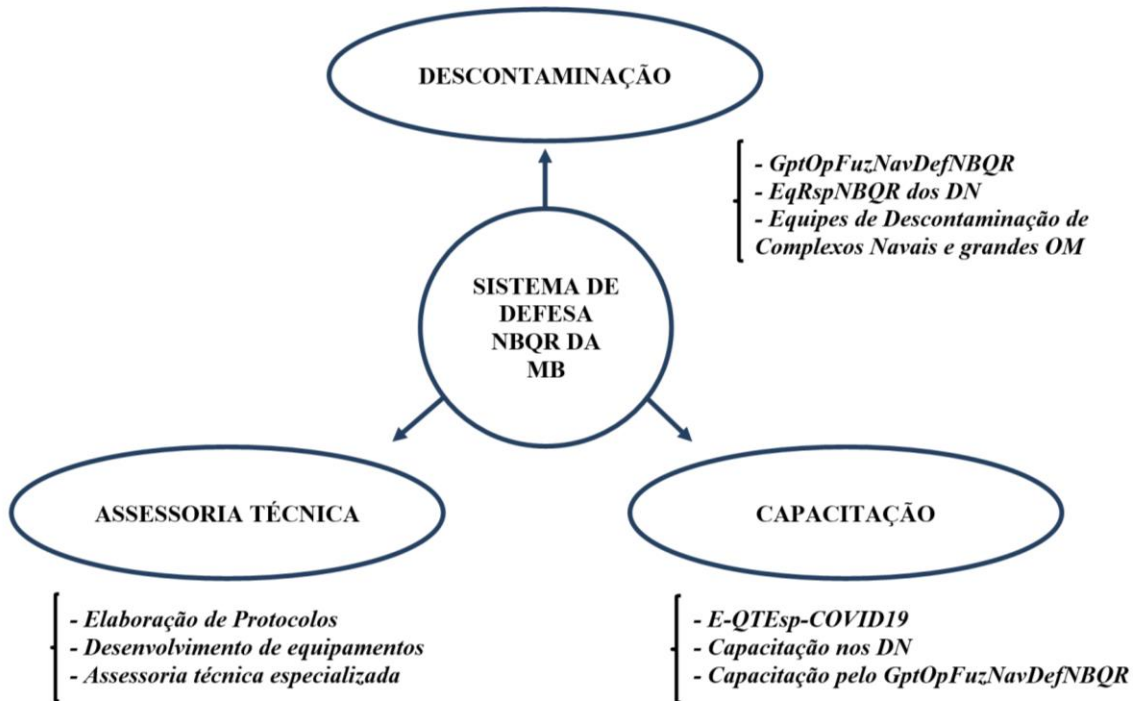 DESCONTAMINAÇÃO
- GptOpFuzNavDefNBQR
- EqRspNBQR dos DN
- Equipes de Descontaminação de
Complexos Navais e grandes OM
SISTEMA DE
DEFESA
NBQR DA
MB
ASSESSORIA TÉCNICA
- Elaboração de Protocolos
- Desenvolvimento de equipamentos
- Assessoria técnica especializada
CAPACITAÇÃO
- E-QTEsp-COVID19
- Capacitação nos DN
- Capacitação pelo GptOpFuzNavDefNBQR